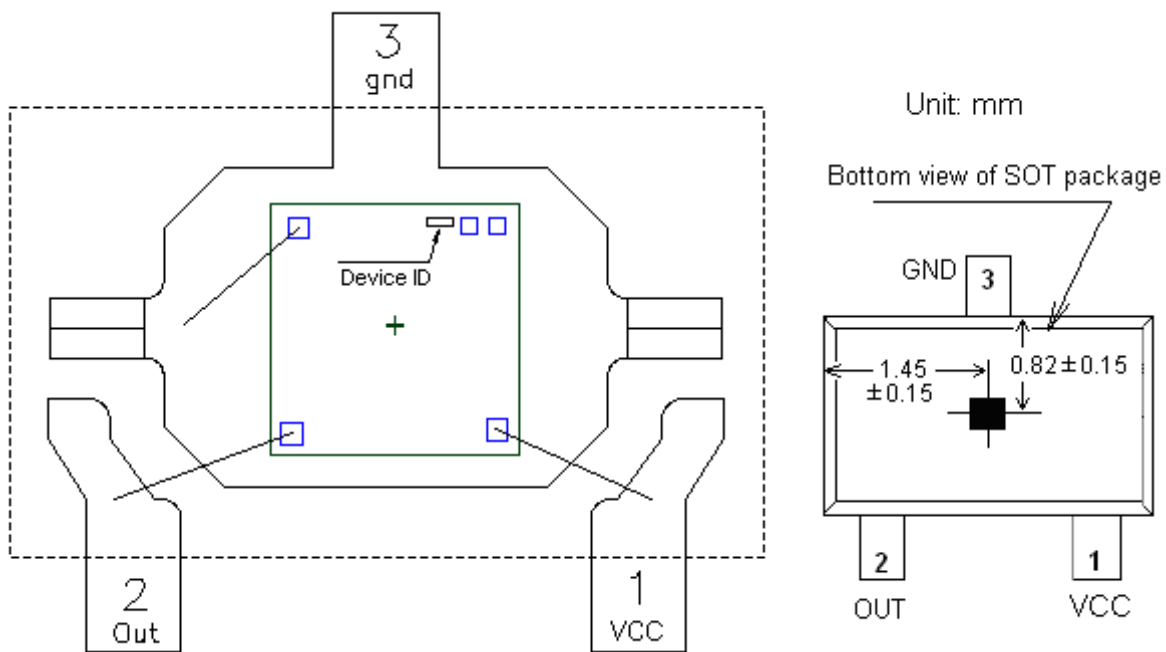 3
gnd
Device ID
2
Out
1
VCC
Unit: mm
Bottom view of SOT package
GND
3
1.45
±0.15
0.82±0.15
2
1
OUT
VCC